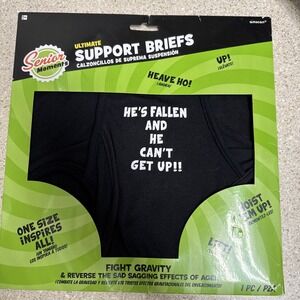 amscan
Senior
Moments
ULTIMATE
SUPPORT BRIEFS
CALZONCILLOS DE SUPREMA SUSPENSIÓN
HEAVE HO!
UP!
HE'S FALLEN
AND
HE
CAN'T
GET UP!!
ONE SIZE
INSPIRES
ALL!
HOIST
'EM UP!
LIFT!
FIGHT GRAVITY
& REVERSE THE SAD SAGGING EFFECTS OF AGE!
1 PC / PZA